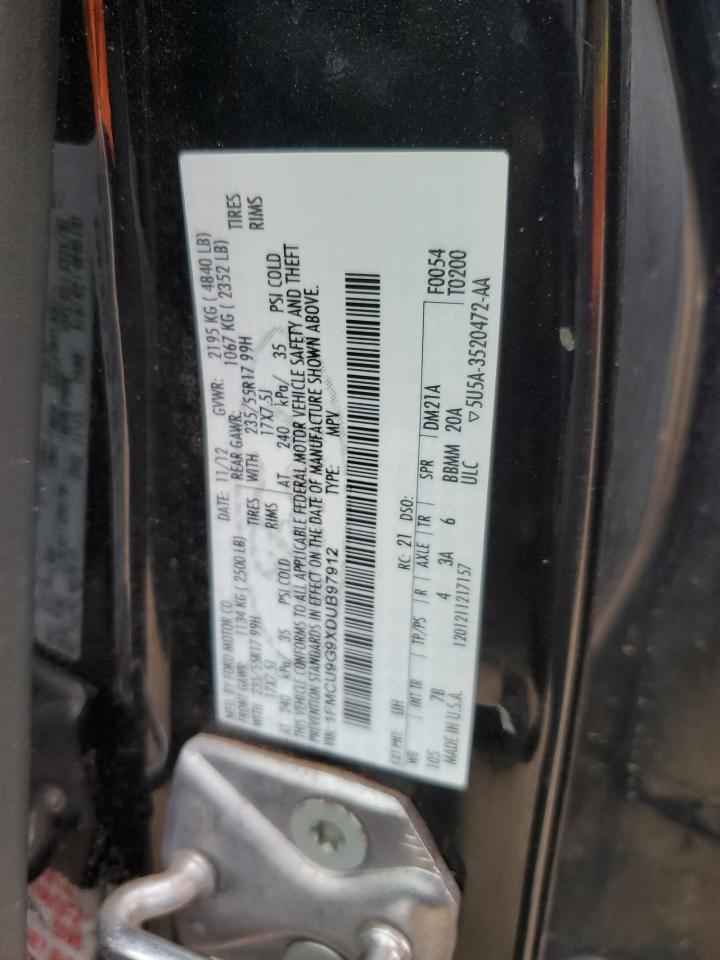 MFD. BY FORD MOTOR CO. DATE: 11/12 GVWR: 2195 KG ( 4840 LB)
FRONT GAWR: 1134 KG ( 2500 LB) REAR GAWR: 1067 KG ( 2352 LB)
WITH 235/55R17 99H TIRES WITH 235/55R17 99H TIRES
17X7.5J RIMS 17X7.5J RIMS
AT 240 kPa/ 35 PSI COLD AT 240 kPa/ 35 PSI COLD
THIS VEHICLE CONFORMS TO ALL APPLICABLE FEDERAL MOTOR VEHICLE SAFETY AND THEFT
PREVENTION STANDARDS IN EFFECT ON THE DATE OF MANUFACTURE SHOWN ABOVE.
VIN: 1FMCU9G9XDUB97912 TYPE: MPV
F0054
T0200
EXT PNT: UH RC: 21 DSO:
WB INT TR TP/PS R AXLE TR SPR DM21A
105 7B 4 3A 6 BBMM 20A
ULC
MADE IN U.S.A. 1201211217157 ▽5U5A-3520472-AA